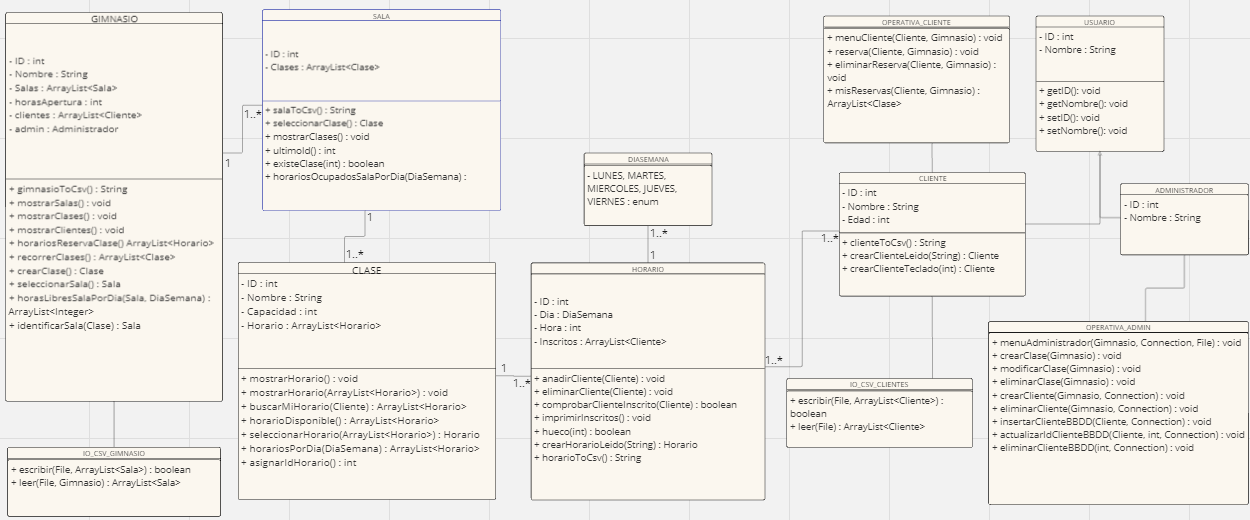 GIMNASIO
- ID : int
- Nombre : String
- Salas : ArrayList<Sala>
- horasApertura : int
- clientes : ArrayList<Cliente>
- admin : Administrador
+ gimnasioToCsv() : String
+ mostrarSalas() : void
+ mostrarClases() : void
+ mostrarClientes() : void
+ horariosReservaClase() ArrayList<Horario>
+ recorrerClases() : ArrayList<Clase>
+ crearClase() : Clase
+ seleccionarSala() : Sala
+ horasLibresSalaPorDia(Sala, DiaSemana) :
ArrayList<Integer>
+ identificarSala(Clase) : Sala
1
1..*
SALA
- ID : int
- Clases : ArrayList<Clase>
+ salaToCsv() : String
+ seleccionarClase() : Clase
+ mostrarClases() : void
+ ultimoId() : int
+ existeClase(int) : boolean
+ horariosOcupadosSalaPorDia(DiaSemana) :
1
1..*
IO_CSV_GIMNASIO
+ escribir(File, ArrayList<Sala>) : boolean
+ leer(File, Gimnasio) : ArrayList<Sala>
CLASE
- ID : int
- Nombre : String
- Capacidad : int
- Horario : ArrayList<Horario>
+ mostrarHorario() : void
+ mostrarHorario(ArrayList<Horario>) : void
+ buscarMiHorario(Cliente) : ArrayList<Horario>
+ horarioDisponible() : ArrayList<Horario>
+ seleccionarHorario(ArrayList<Horario>) : Horario
+ horariosPorDia(DiaSemana) : ArrayList<Horario>
+ asignarIdHorario() : int
1
1..*
DIASEMANA
- LUNES, MARTES,
MIERCOLES, JUEVES,
VIERNES : enum
1..*
1
HORARIO
- ID : int
- Dia : DiaSemana
- Hora : int
- Inscritos : ArrayList<Cliente>
+ anadirCliente(Cliente) : void
+ eliminarCliente(Cliente) : void
+ comprobarClienteInscrito(Cliente) : boolean
+ imprimirInscritos() : void
+ hueco(int) : boolean
+ crearHorarioLeido(String) : Horario
+ horarioToCsv() : String
1..*
1..*
OPERATIVA_CLIENTE
+ menuCliente(Cliente, Gimnasio) : void
+ reserva(Cliente, Gimnasio) : void
+ eliminarReserva(Cliente, Gimnasio) :
void
+ misReservas(Cliente, Gimnasio) :
ArrayList<Clase>
CLIENTE
- ID : int
- Nombre : String
- Edad : int
+ clienteToCsv() : String
+ crearClienteLeido(String) : Cliente
+ crearClienteTeclado(int) : Cliente
IO_CSV_CLIENTES
+ escribir(File, ArrayList<Cliente>) :
boolean
+ leer(File) : ArrayList<Cliente>
USUARIO
- ID : int
- Nombre : String
+ getID(): void
+ getNombre(): void
+ setID(): void
+ setNombre(): void
ADMINISTRADOR
- ID : int
- Nombre : String
OPERATIVA_ADMIN
+ menuAdministrador(Gimnasio, Connection, File) : void
+ crearClase(Gimnasio) : void
+ modificarClase(Gimnasio) : void
+ eliminarClase(Gimnasio) : void
+ crearCliente(Gimnasio, Connection) : void
+ eliminarCliente(Gimnasio, Connection) : void
+ insertarClienteBBDD(Cliente, Connection) : void
+ actualizarIdClienteBBDD(Cliente, int, Connection) : void
+ eliminarClienteBBDD(int, Connection) : void